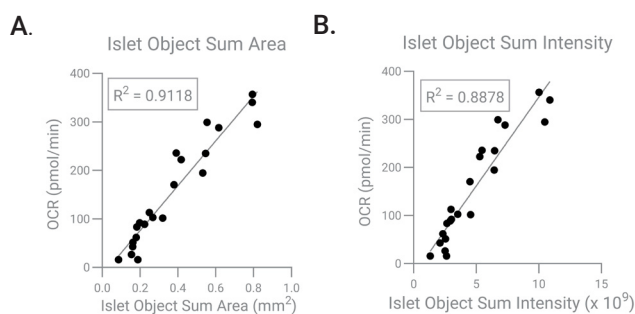 A.
Islet Object Sum Area
R² = 0.9118
OCR (pmol/min)
400
300
200
100
0
0.0 0.2 0.4 0.6 0.8 1.0
Islet Object Sum Area (mm²)
B.
Islet Object Sum Intensity
R² = 0.8878
OCR (pmol/min)
400
300
200
100
0
0 5 10 15
Islet Object Sum Intensity (x 10⁹)